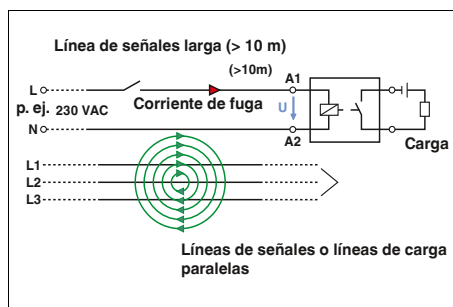 Línea de señales larga (> 10 m)
(>10m)
L
A1
p. ej. 230 VAC
Corriente de fuga
U
N
A2
Carga
L1
L2
L3
Líneas de señales o líneas de carga
paralelas